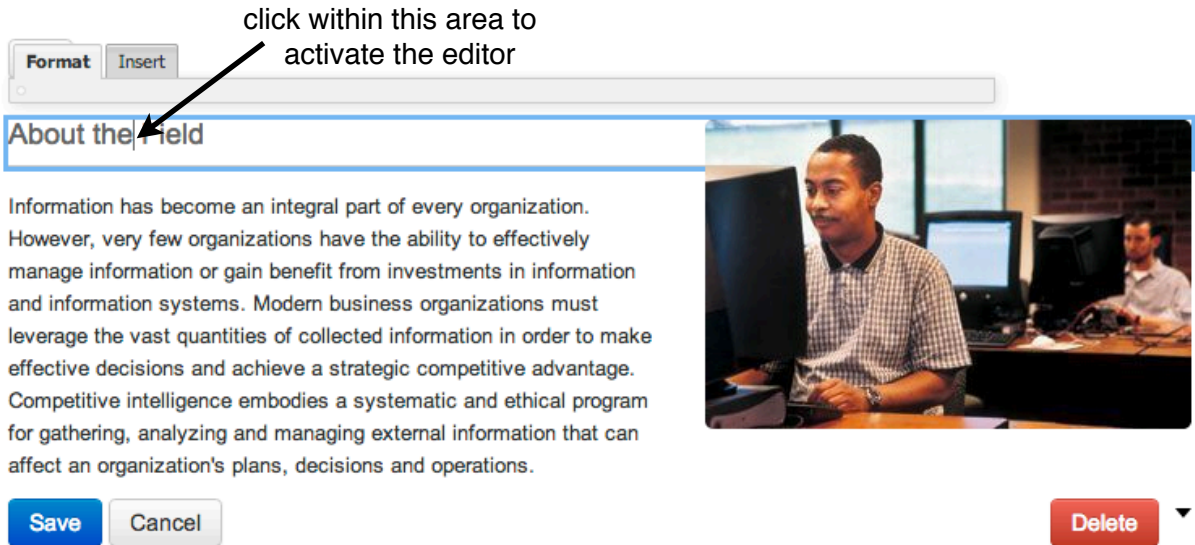 click within this area to
activate the editor
Format Insert
About the Field
Information has become an integral part of every organization.
However, very few organizations have the ability to effectively
manage information or gain benefit from investments in information
and information systems. Modern business organizations must
leverage the vast quantities of collected information in order to make
effective decisions and achieve a strategic competitive advantage.
Competitive intelligence embodies a systematic and ethical program
for gathering, analyzing and managing external information that can
affect an organization's plans, decisions and operations.
Save Cancel Delete